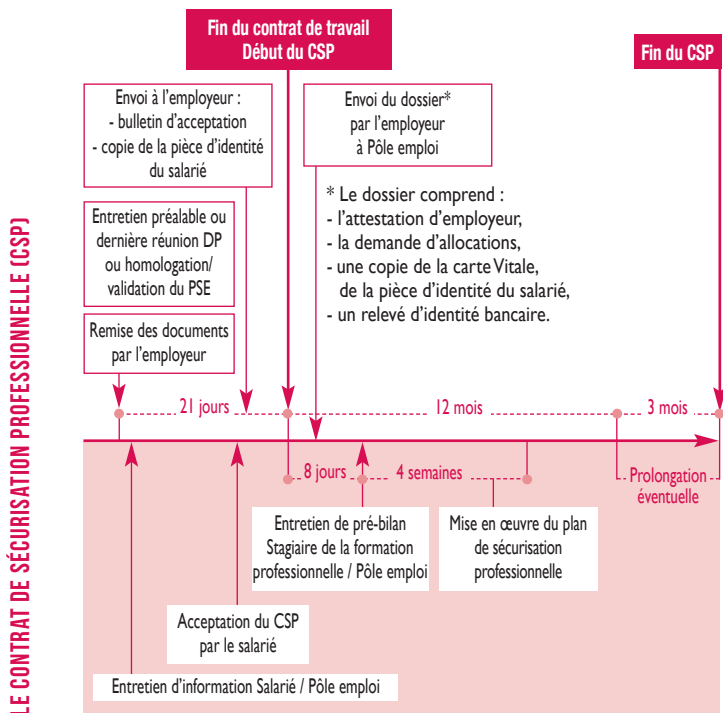 LE CONTRAT DE SÉCURISATION PROFESSIONNELLE (CSP)
Fin du contrat de travail
Début du CSP
Fin du CSP
Envoi à l'employeur :
- bulletin d'acceptation
- copie de la pièce d'identité
du salarié
Envoi du dossier*
par l'employeur
à Pôle emploi
* Le dossier comprend :
- l'attestation d'employeur,
- la demande d'allocations,
- une copie de la carte Vitale,
de la pièce d'identité du salarié,
- un relevé d'identité bancaire.
Entretien préalable ou
dernière réunion DP
ou homologation/
validation du PSE
Remise des documents
par l'employeur
21 jours
12 mois
3 mois
8 jours
4 semaines
Prolongation
éventuelle
Entretien de pré-bilan
Stagiaire de la formation
professionnelle / Pôle emploi
Mise en œuvre du plan
de sécurisation
professionnelle
Acceptation du CSP
par le salarié
Entretien d'information Salarié / Pôle emploi